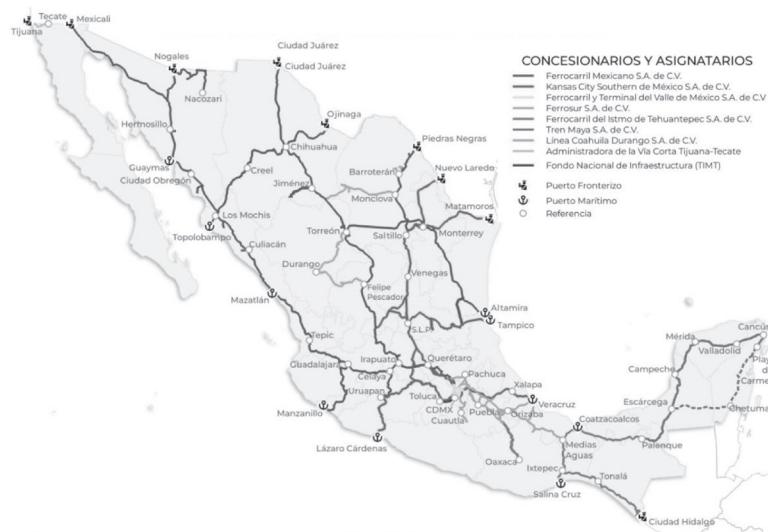 Tecate
Mexicali
Tijuana
Ciudad Juárez
Ciudad Juárez
Nogales
Nacozari
Ojinaga
Hermosillo
Chihuahua
Piedras Negras
Nuevo Laredo
Guaymas
Ciudad Obregón
Creel
Jiménez
Barroterán
Monclova
Matamoros
Los Mochis
Topolobampo
Torreón
Saltillo
Monterrey
Culiacán
Durango
Venegas
Felipe
Pescador
Mazatlán
Altamira
Tampico
S.L.P.
Tepic
Guadalajara
Irapuato
Querétaro
Celaya
Pachuca
Uruapan
Xalapa
Toluca
Manzanillo
CDMX
Puebla
Orizaba
Veracruz
Cuautla
Lázaro Cárdenas
Coatzacoalcos
Medias
Aguas
Oaxaca
Ixtepec
Tonalá
Salina Cruz
Ciudad Hidalgo
Palenque
Escárcega
Campeche
Mérida
Valladolid
Cancún
Play
d
Carme
Chetuma
CONCESIONARIOS Y ASIGNATARIOS
Ferrocarril Mexicano S.A. de C.V.
Kansas City Southern de México S.A. de C.V.
Ferrocarril y Terminal del Valle de México S.A. de C.V
Ferrosur S.A. de C.V.
Ferrocarril del Istmo de Tehuantepec S.A. de C.V.
Tren Maya S.A. de C.V.
Línea Coahuila Durango S.A. de C.V.
Administradora de la Vía Corta Tijuana-Tecate
Fondo Nacional de Infraestructura (TIMT)
Puerto Fronterizo
Puerto Marítimo
Referencia